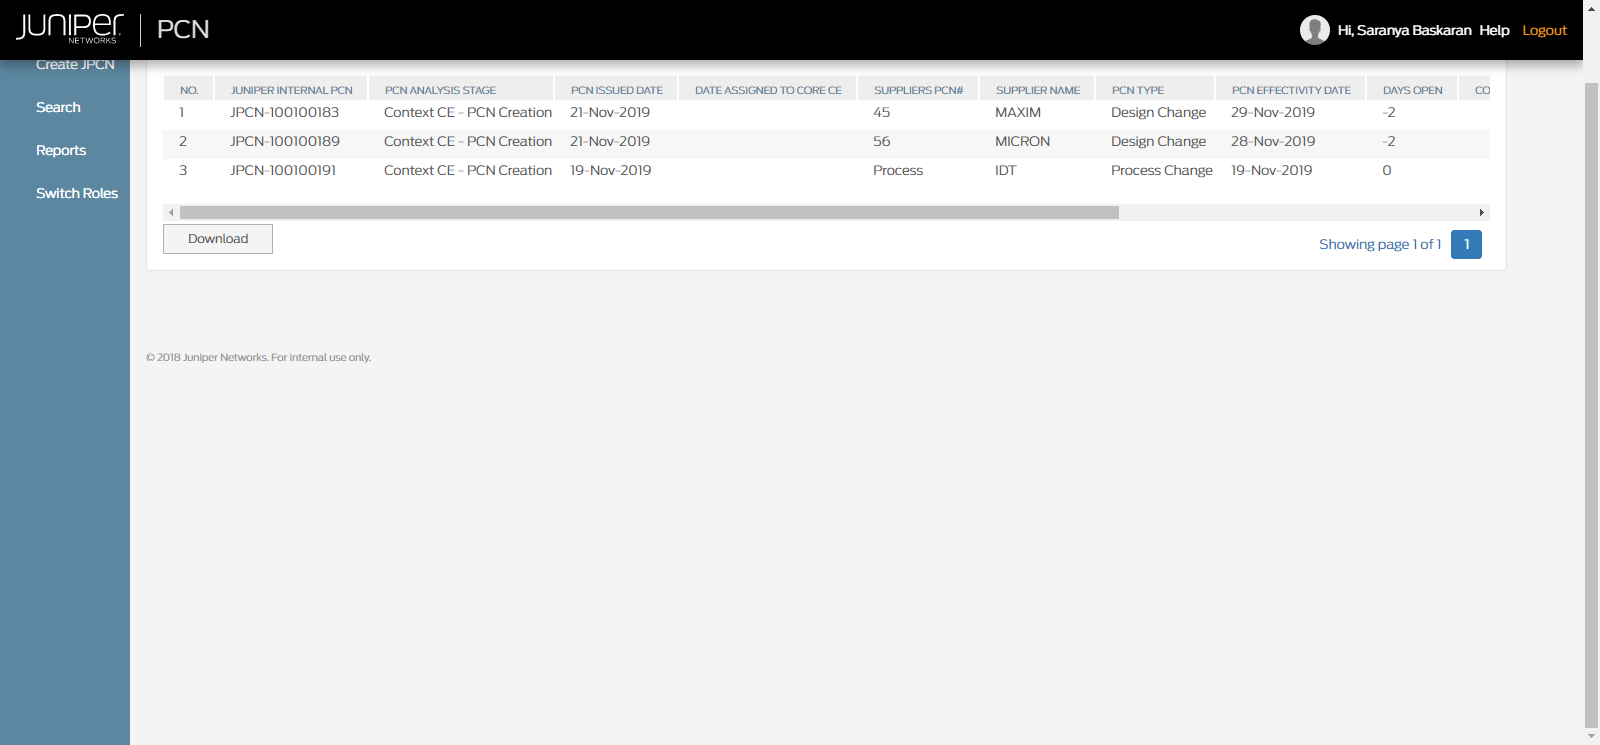 JUNIPER NETWORKS PCN Hi, Saranya Baskaran Help Logout
Create JPCN
Search
Reports
Switch Roles
NO. JUNIPER INTERNAL PCN PCN ANALYSIS STAGE PCN ISSUED DATE DATE ASSIGNED TO CORE CE SUPPLIERS PCN# SUPPLIER NAME PCN TYPE PCN EFFECTIVITY DATE DAYS OPEN CO
1 JPCN-100100183 Context CE - PCN Creation 21-Nov-2019 45 MAXIM Design Change 29-Nov-2019 -2
2 JPCN-100100189 Context CE - PCN Creation 21-Nov-2019 56 MICRON Design Change 28-Nov-2019 -2
3 JPCN-100100191 Context CE - PCN Creation 19-Nov-2019 Process IDT Process Change 19-Nov-2019 0
Download
Showing page 1 of 1 1
© 2018 Juniper Networks. For internal use only.